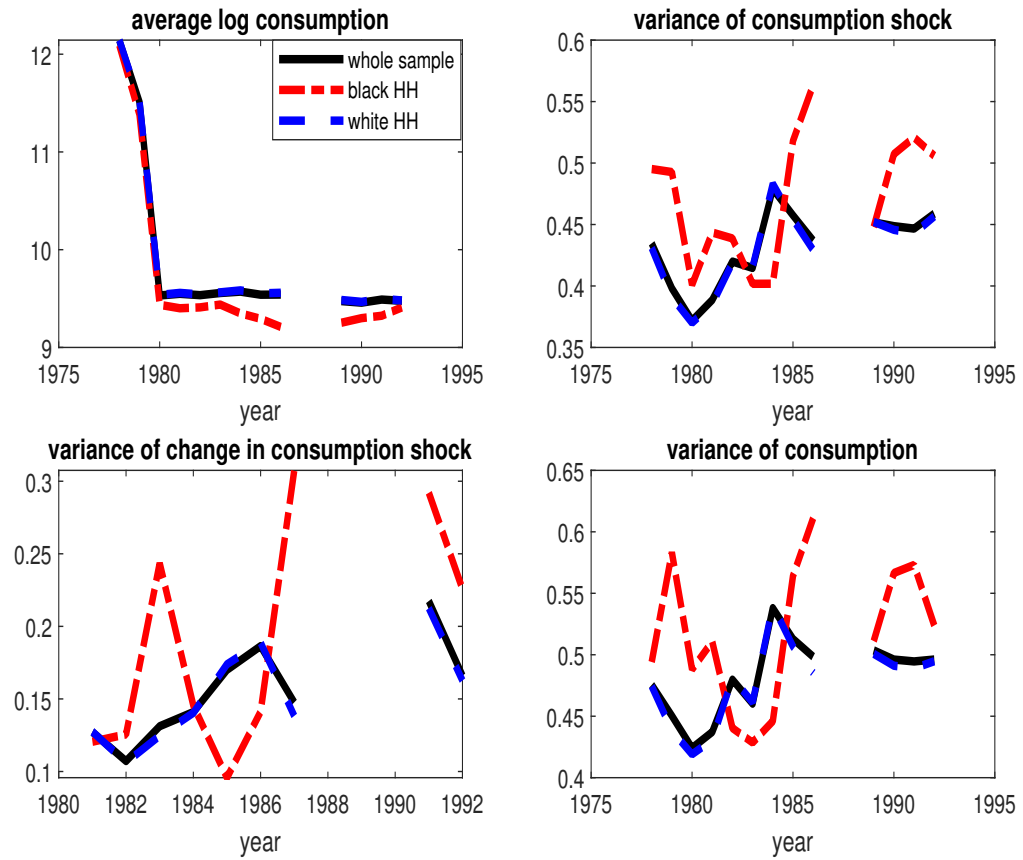 average log consumption
12
11
10
9
1975 1980 1985 1990 1995
year
whole sample
black HH
white HH
variance of consumption shock
0.6
0.55
0.5
0.45
0.4
0.35
1975 1980 1985 1990 1995
year
variance of change in consumption shock
0.3
0.25
0.2
0.15
0.1
1980 1982 1984 1986 1988 1990 1992
year
variance of consumption
0.65
0.6
0.55
0.5
0.45
0.4
1975 1980 1985 1990 1995
year